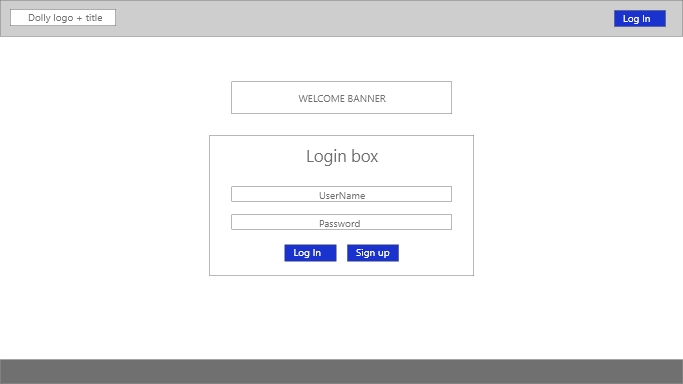 Dolly logo + title
Log In
WELCOME BANNER
Login box
UserName
Password
Log In
Sign up